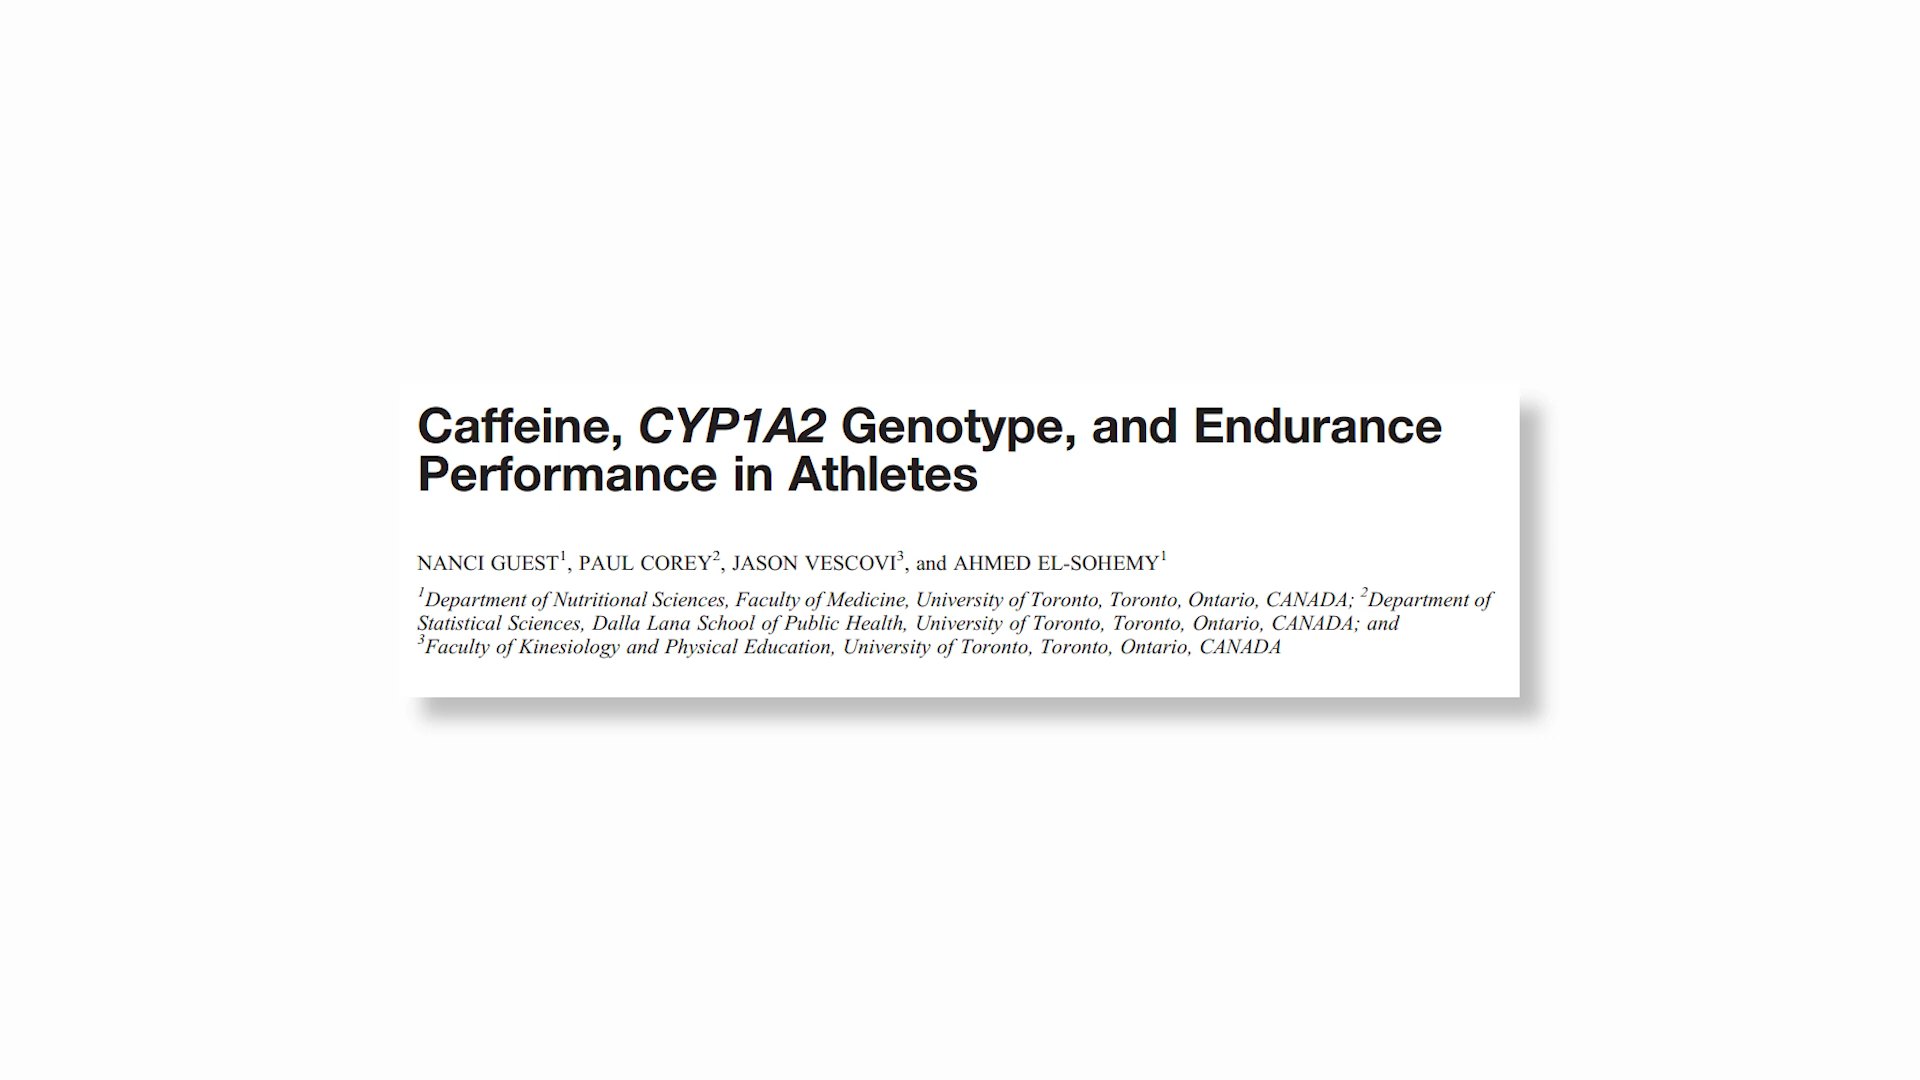 Caffeine, CYP1A2 Genotype, and Endurance
Performance in Athletes
NANCI GUEST¹, PAUL COREY², JASON VESCOVI³, and AHMED EL-SOHEMY¹
¹Department of Nutritional Sciences, Faculty of Medicine, University of Toronto, Toronto, Ontario, CANADA; ²Department of
Statistical Sciences, Dalla Lana School of Public Health, University of Toronto, Toronto, Ontario, CANADA; and
³Faculty of Kinesiology and Physical Education, University of Toronto, Toronto, Ontario, CANADA